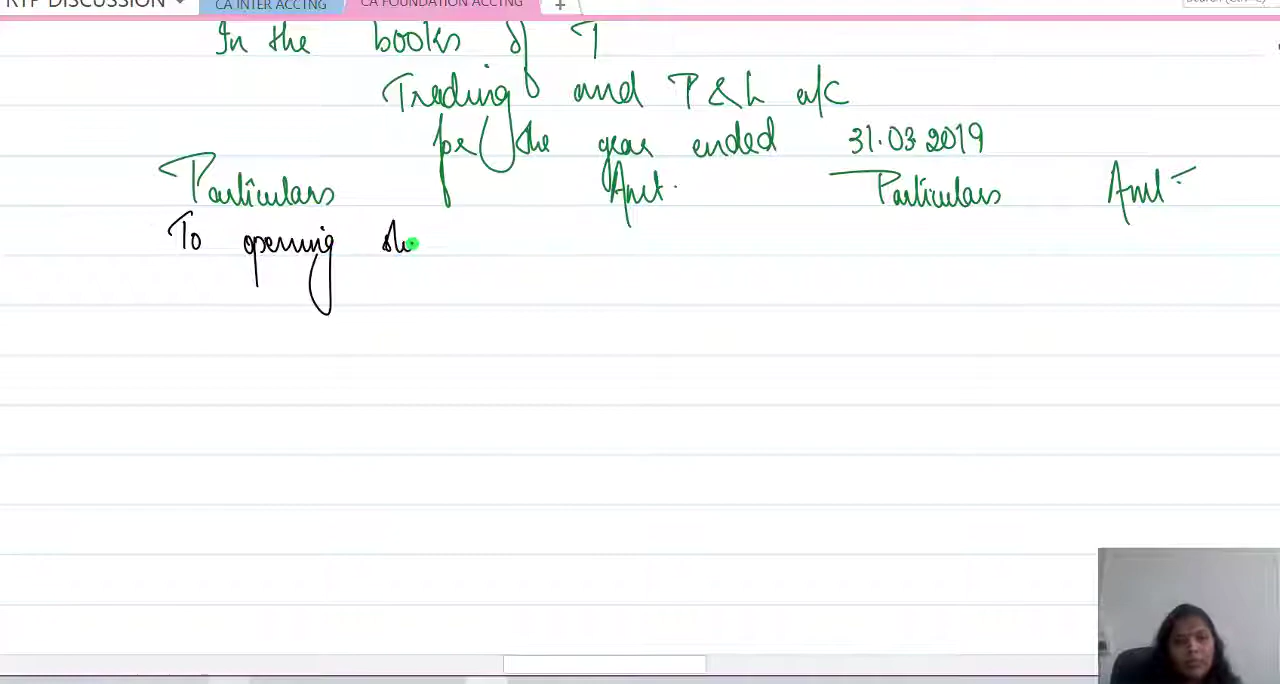 RTP DISCUSSION
CA INTER ACCTNG
CA FOUNDATION ACCTNG
+
In the books of T
Trading and P & L a/c
for the year ended 31.03.2019
Particulars Amt. Particulars Amt
To opening